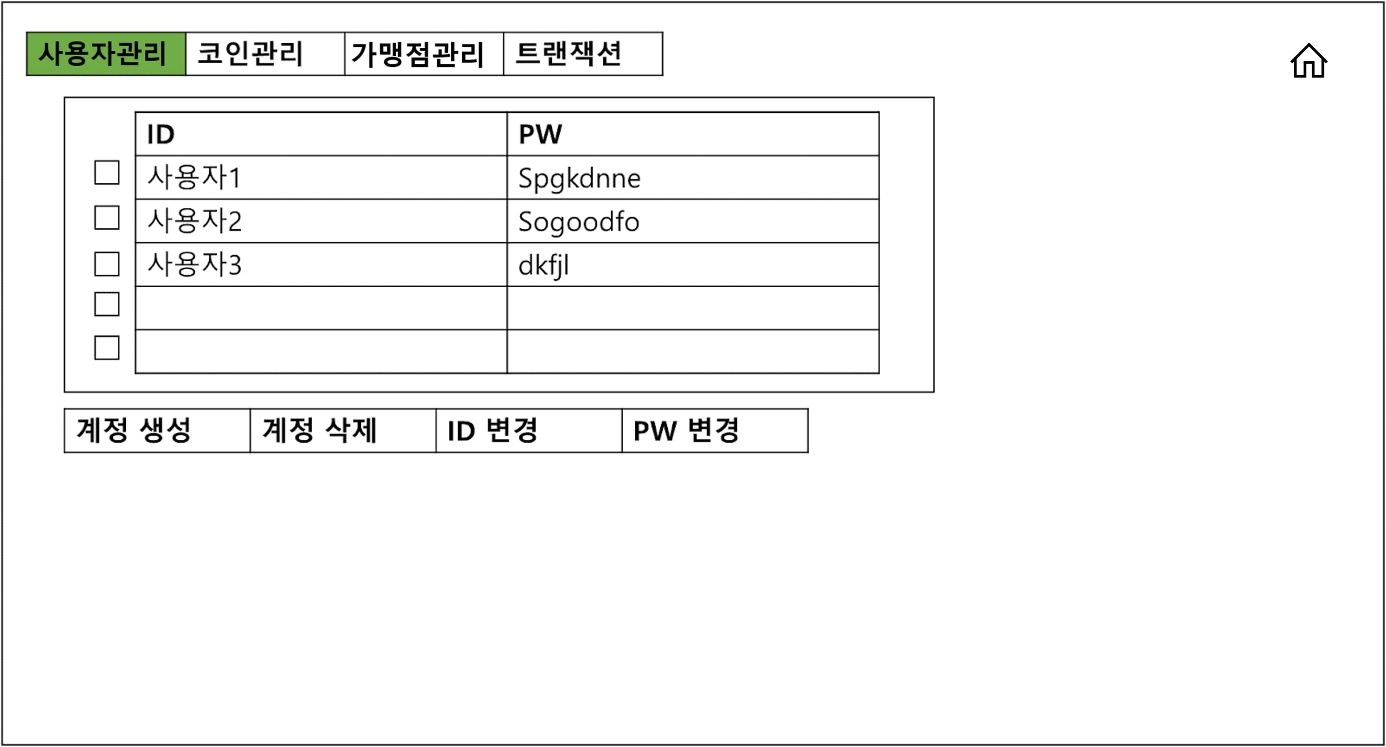 사용자관리 코인관리 가맹점관리 트랜잭션
ID PW
사용자1 Spgkdnne
사용자2 Sogoodfo
사용자3 dkfjl
계정 생성 계정 삭제 ID 변경 PW 변경